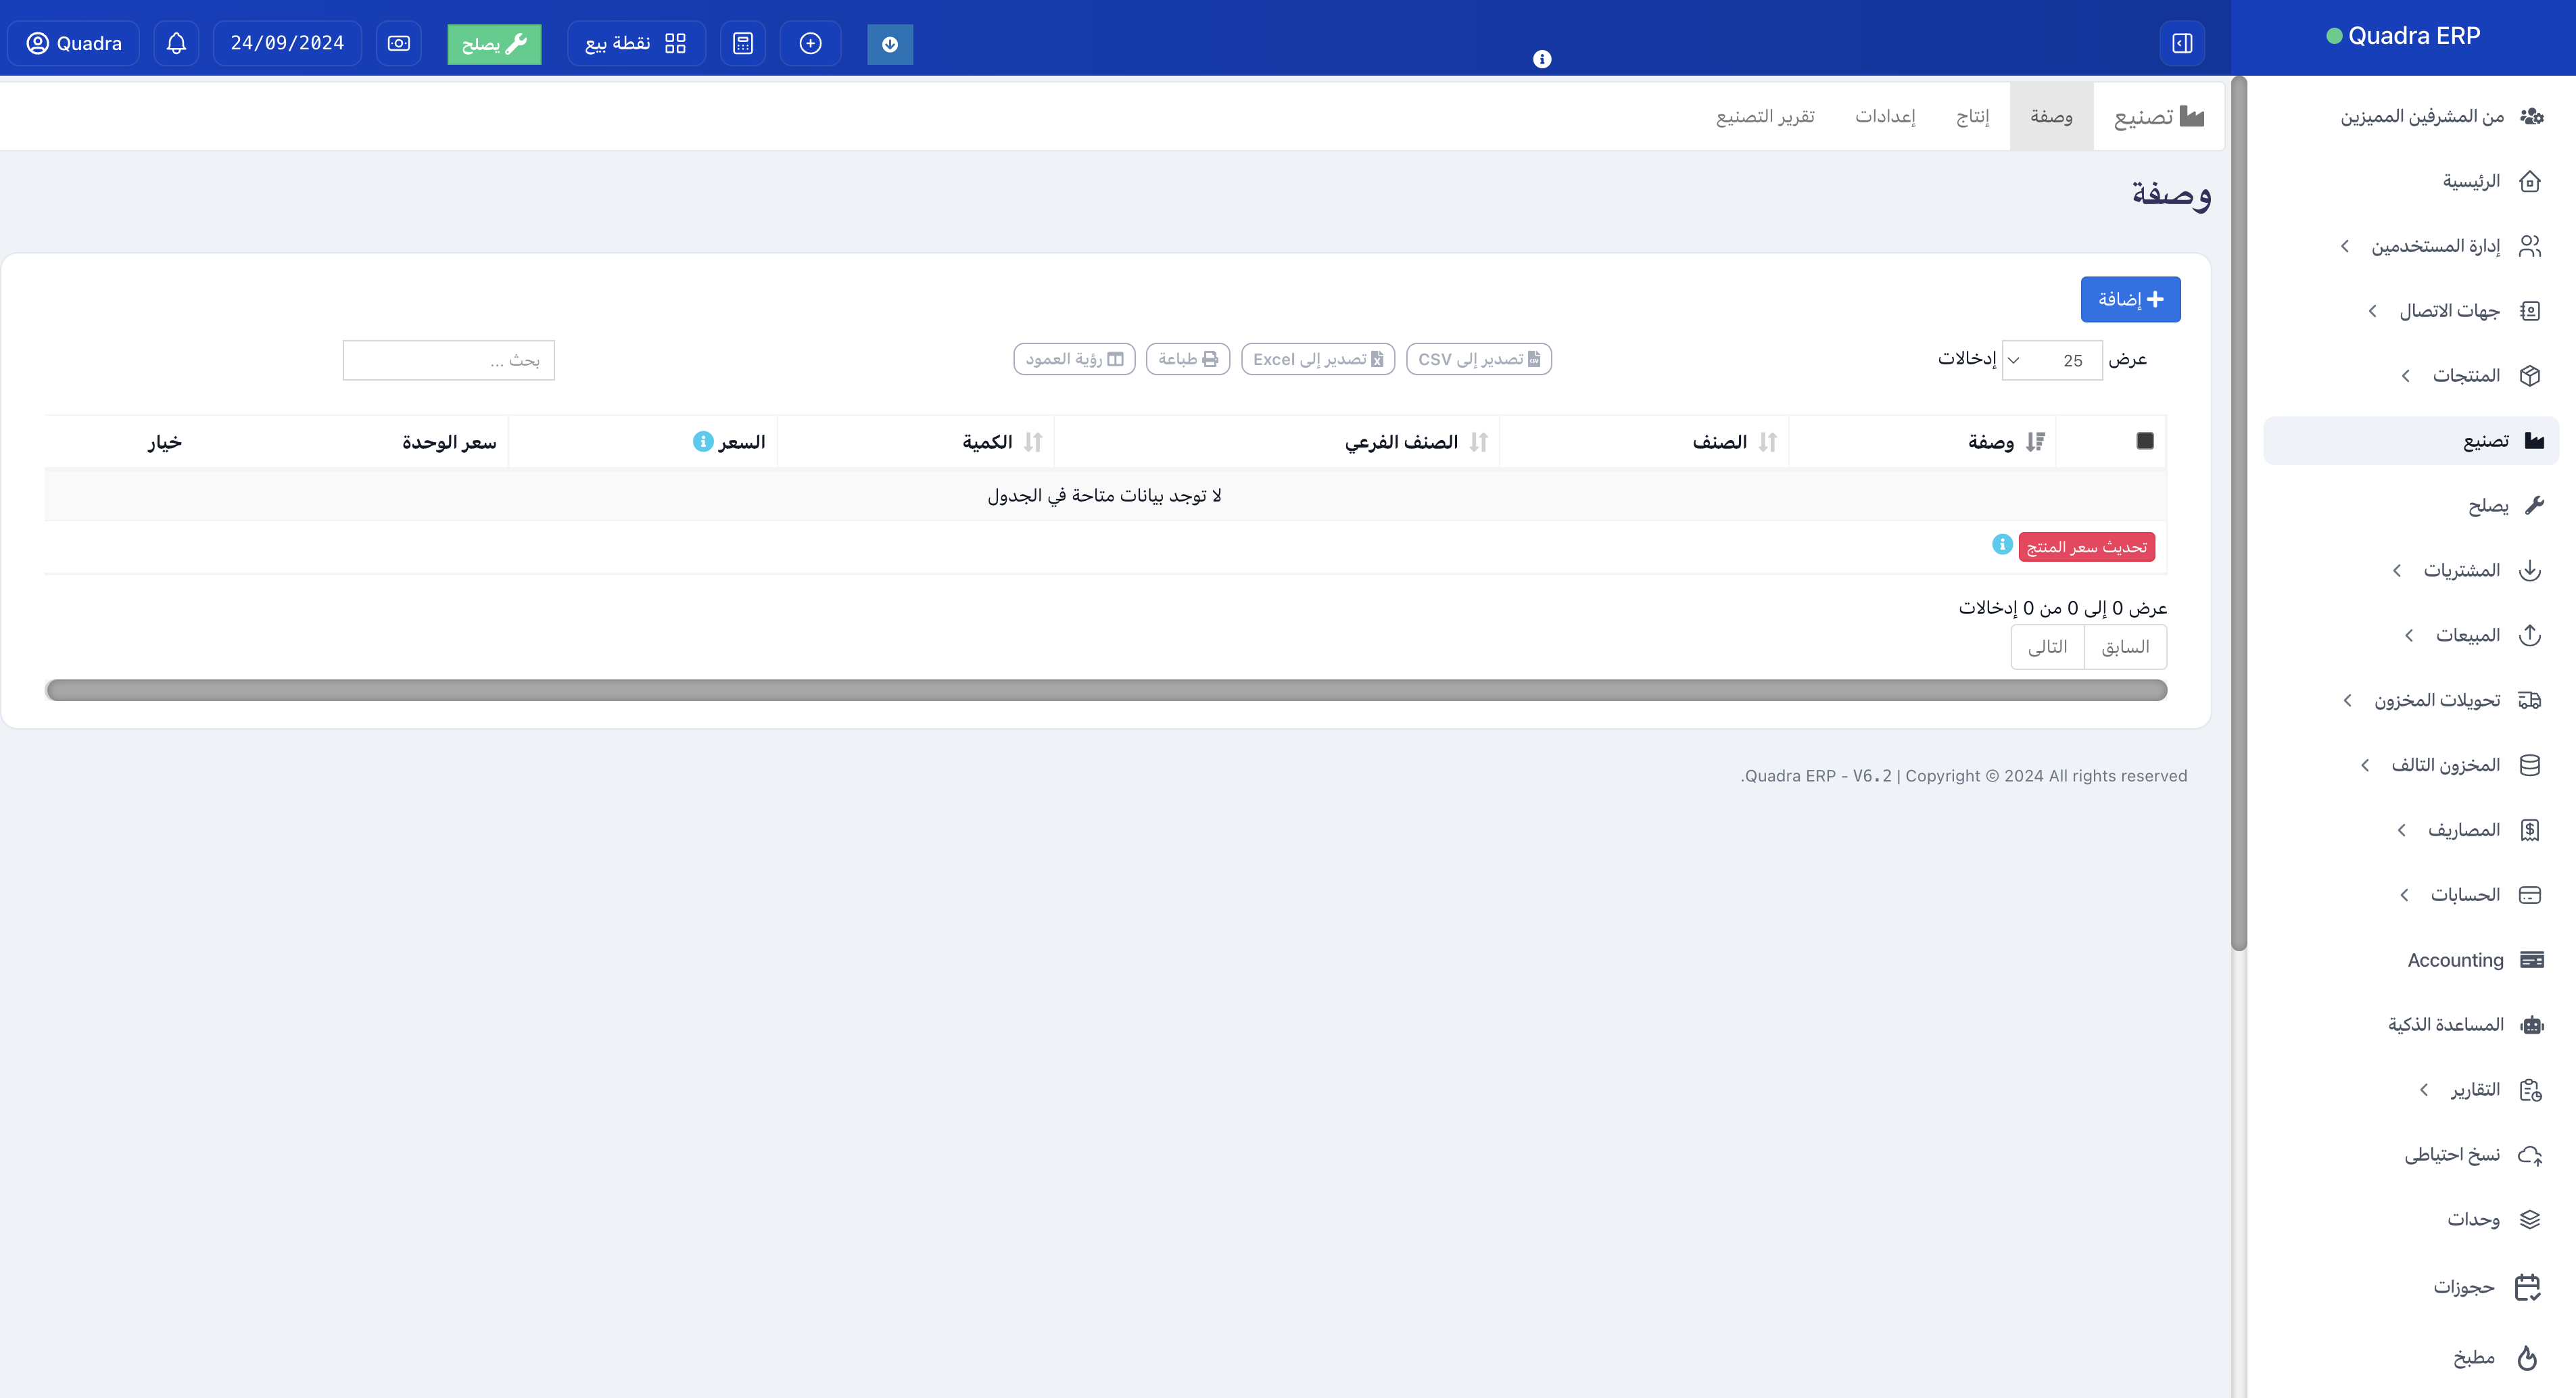 Quadra ERP
نقطة بيع
يصلح
24/09/2024
Quadra
من المشرفين المميزين
الرئيسية
إدارة المستخدمين
جهات الاتصال
المنتجات
تصنيع
يصلح
المشتريات
المبيعات
تحويلات المخزون
المخزون التالف
المصاريف
الحسابات
Accounting
المساعدة الذكية
التقارير
نسخ احتياطى
وحدات
حجوزات
مطبخ
تصنيع وصفة إنتاج إعدادات تقرير التصنيع
وصفة
إضافة
عرض 25 إدخالات
تصدير إلى CSV
تصدير إلى Excel
طباعة
رؤية العمود
بحث ...
وصفة الصنف الصنف الفرعي الكمية السعر سعر الوحدة خيار
لا توجد بيانات متاحة في الجدول
تحديث سعر المنتج
عرض 0 إلى 0 من 0 إدخالات
السابق التالى
Quadra ERP - V6.2 | Copyright © 2024 All rights reserved.